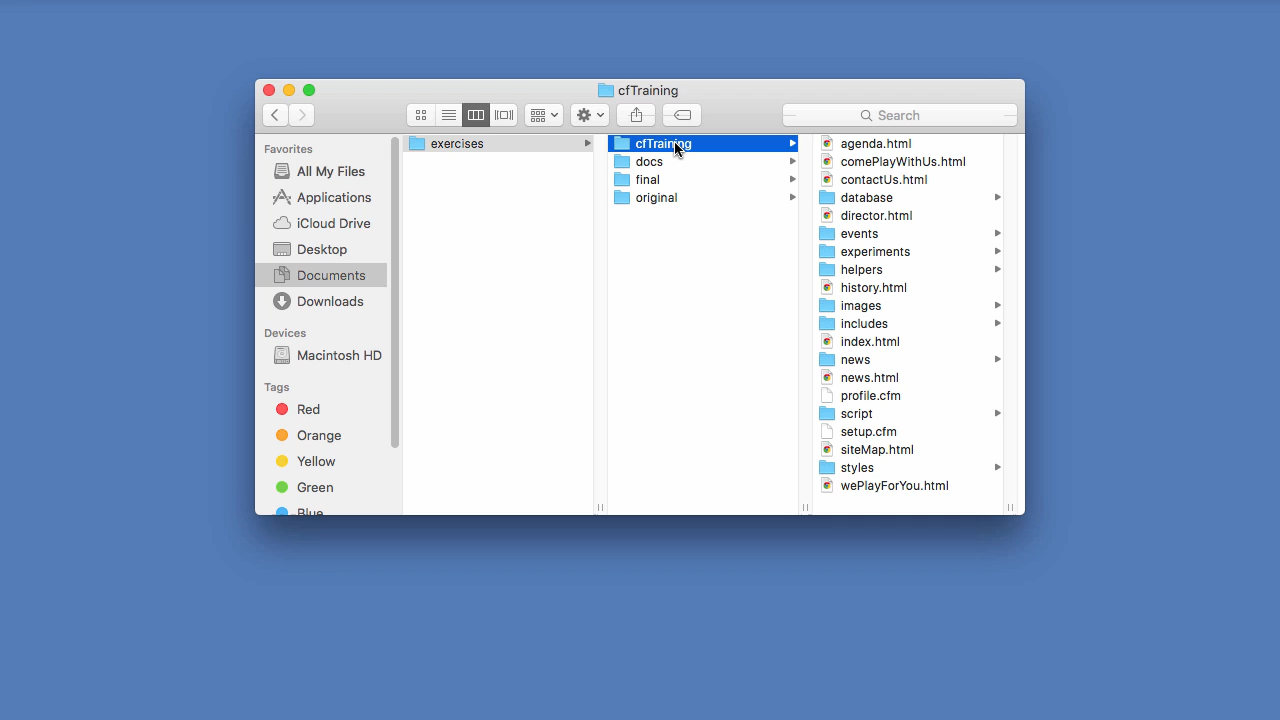 cfTraining
Search
Favorites
All My Files
Applications
iCloud Drive
Desktop
Documents
Downloads
Devices
Macintosh HD
Tags
Red
Orange
Yellow
Green
Blue
exercises
cfTraining
docs
final
original
agenda.html
comePlayWithUs.html
contactUs.html
database
director.html
events
experiments
helpers
history.html
images
includes
index.html
news
news.html
profile.cfm
script
setup.cfm
siteMap.html
styles
wePlayForYou.html